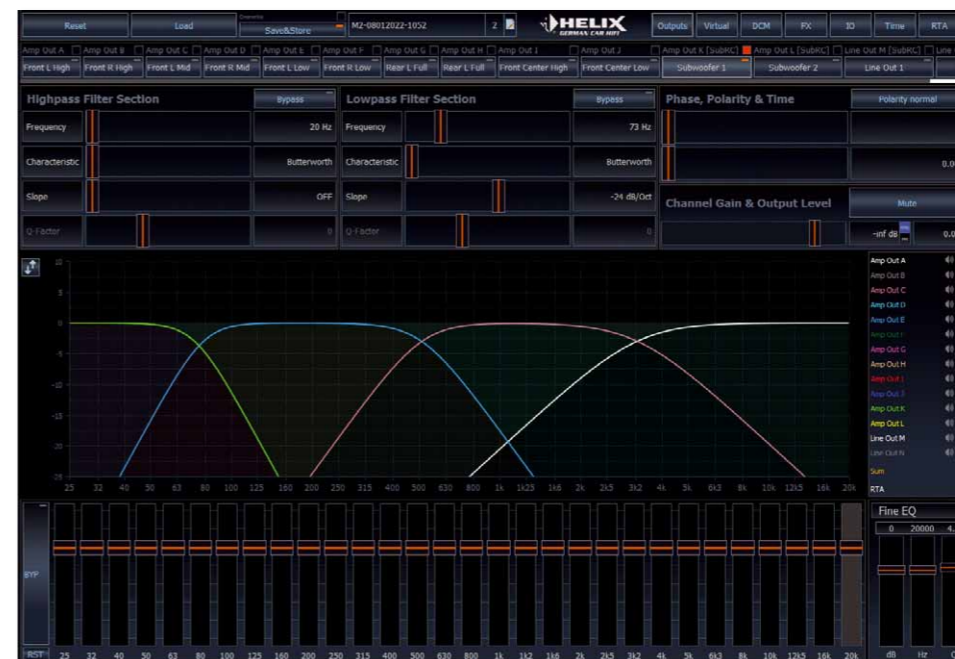 Reset Load Overwrite Save&Store M2-08012022-1052 2 HELIX Outputs Virtual DCM FX IO Time RTA
GERMAN CAR HIFI
Amp Out A Amp Out B Amp Out C Amp Out D Amp Out E Amp Out F Amp Out G Amp Out H Amp Out I Amp Out J Amp Out K [SubRC] Amp Out L [SubRC] Line Out M [SubRC] Line
Front L High Front R High Front L Mid Front R Mid Front L Low Front R Low Rear L Full Rear L Full Front Center High Front Center Low Subwoofer 1 Subwoofer 2 Line Out 1
Highpass Filter Section Bypass Lowpass Filter Section Bypass Phase, Polarity & Time Polarity normal
Frequency 20 Hz Frequency 73 Hz
Characteristic Butterworth Characteristic Butterworth 0.0
Slope OFF Slope -24 dB/Oct Channel Gain & Output Level Mute
Q-Factor 0 Q-Factor 0 -inf dB 0.0
10 Amp Out A
Amp Out B
5 Amp Out C
Amp Out D
0 Amp Out E
Amp Out F
-5 Amp Out G
Amp Out H
-10 Amp Out I
Amp Out J
-15 Amp Out K
Amp Out L
-20 Line Out M
Line Out N
-25 Sum
25 32 40 50 63 80 100 125 160 200 250 315 400 500 630 800 1k 1k25 1k6 2k 2k5 3k2 4k 5k 6k3 8k 10k 12k5 16k 20k RTA
Fine EQ
0 20000 4.
BYP
RST 25 32 40 50 63 80 100 125 160 200 250 315 400 500 630 800 1k 1k2 1k6 2k 2k5 3k2 4k 5k 6k3 8k 10k 12k5 16k 20k dB Hz